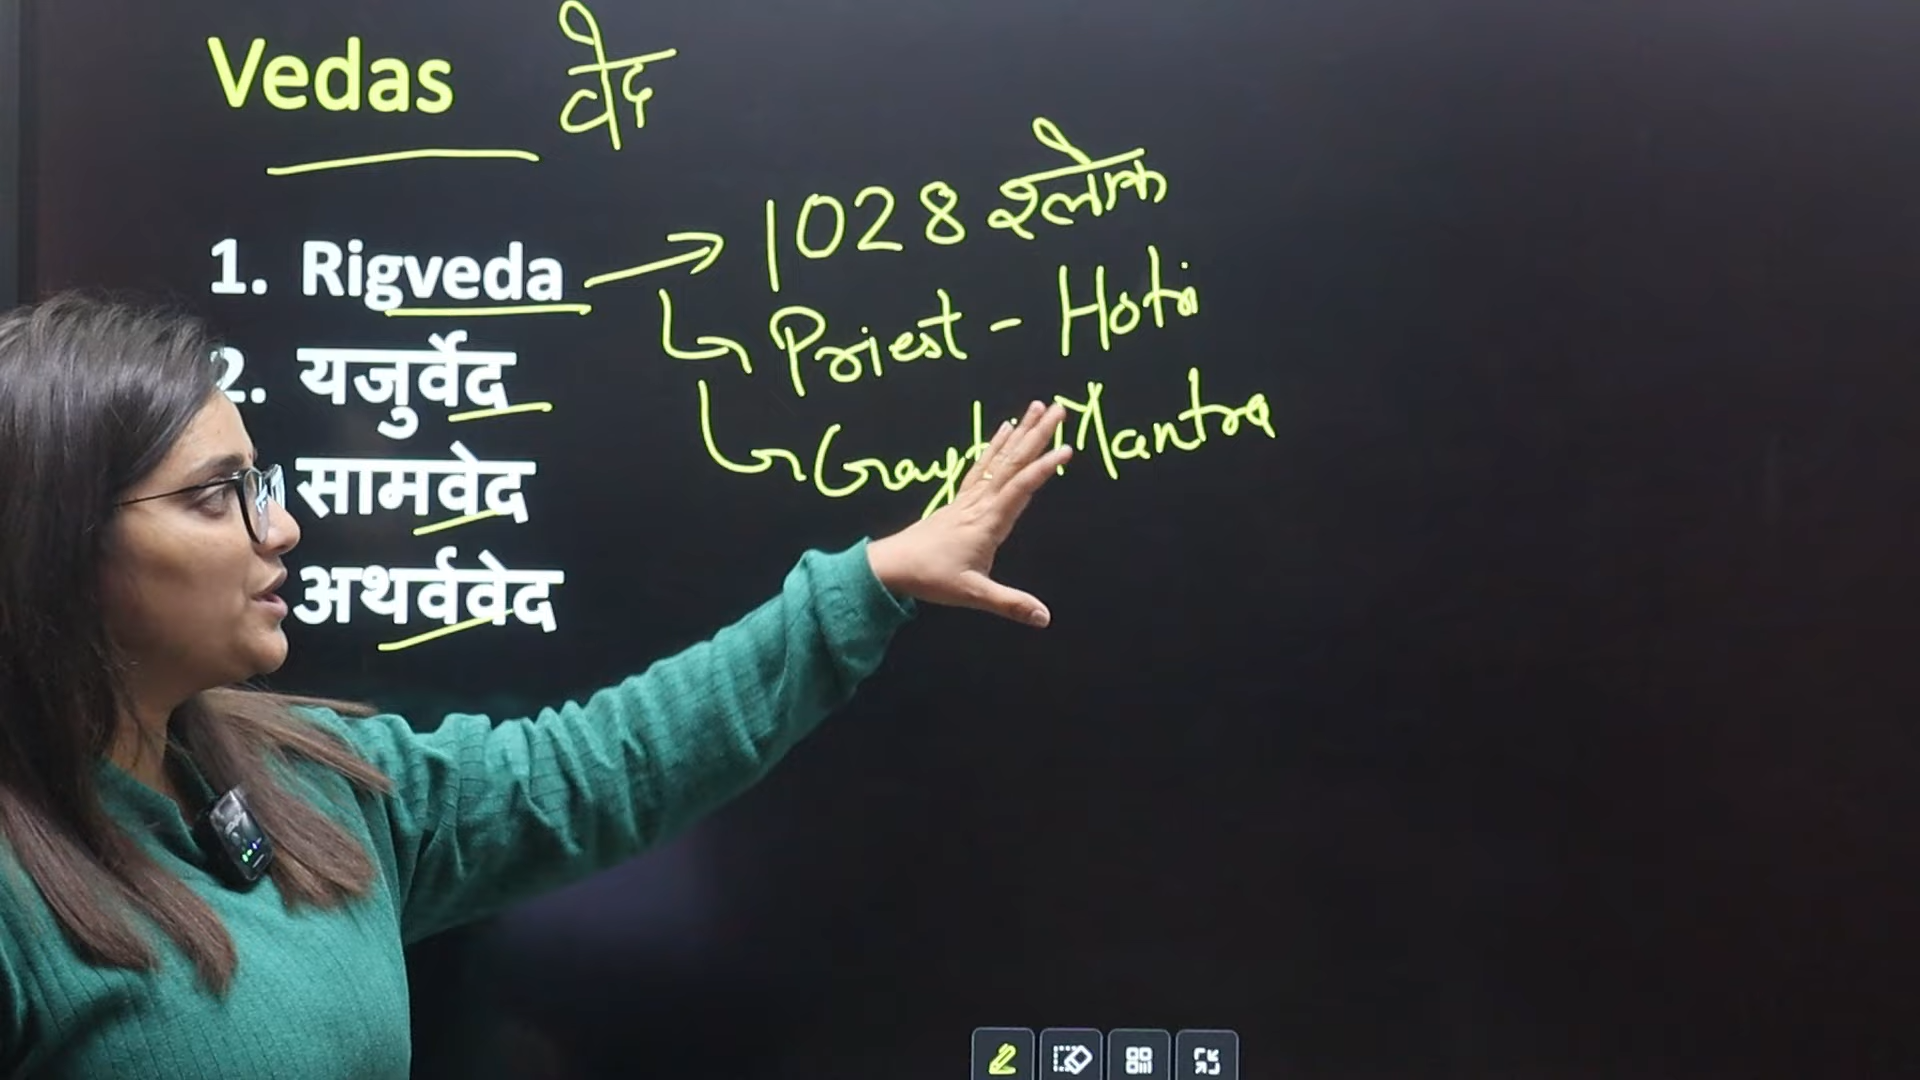 Vedas वेद
1. Rigveda → 1028 श्लोक
Priest - Hotri
2. यजुर्वेद
Mantra
सामवेद
अथर्ववेद